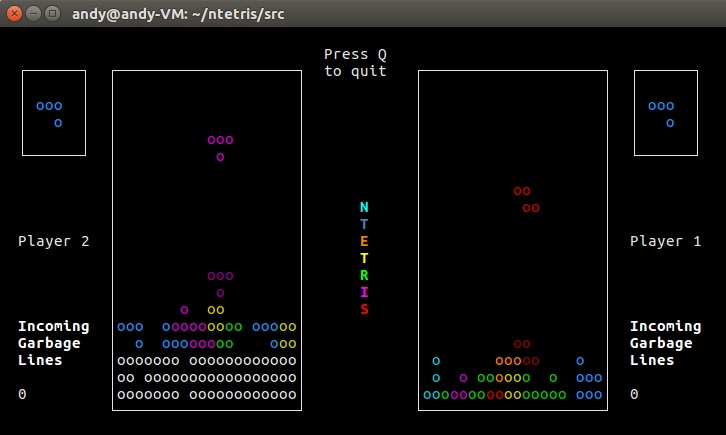 andy@andy-VM: ~/ntetris/src
Press Q
to quit
NTETRIS
Player 2
Incoming
Garbage
Lines
0
Player 1
Incoming
Garbage
Lines
0